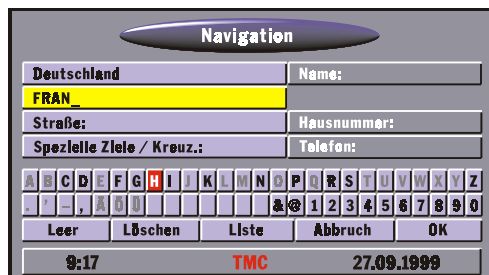 Navigation
Deutschland Name:
FRAN_
Straße: Hausnummer:
Spezielle Ziele / Kreuz.: Telefon:
A B C D E F G H I J K L M N O P Q R S T U V W X Y Z
. ' – , Ä Ö Ü & @ 1 2 3 4 5 6 7 8 9 0
Leer Löschen Liste Abbruch OK
9:17 TMC 27.09.1999